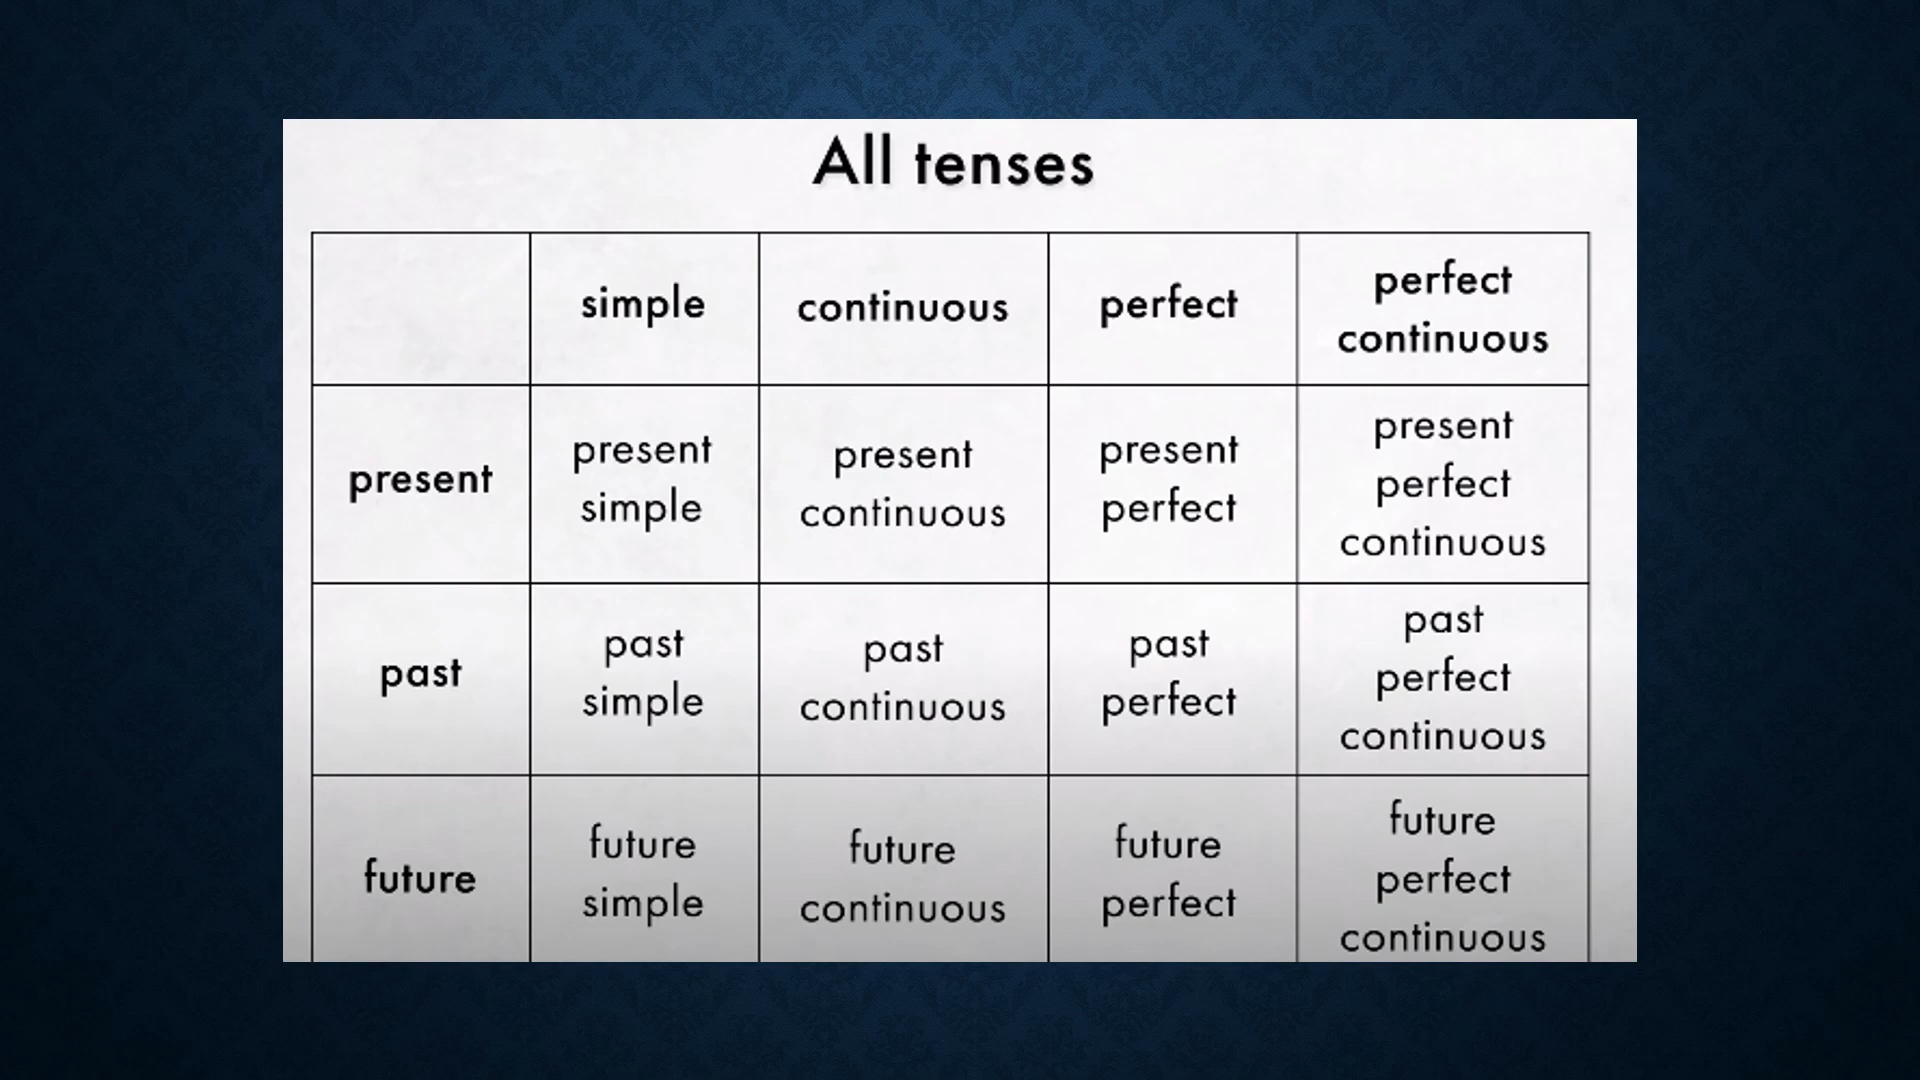 All tenses
simple
continuous
perfect
perfect
continuous
present
present
simple
present
continuous
present
perfect
present
perfect
continuous
past
past
simple
past
continuous
past
perfect
past
perfect
continuous
future
future
simple
future
continuous
future
perfect
future
perfect
continuous